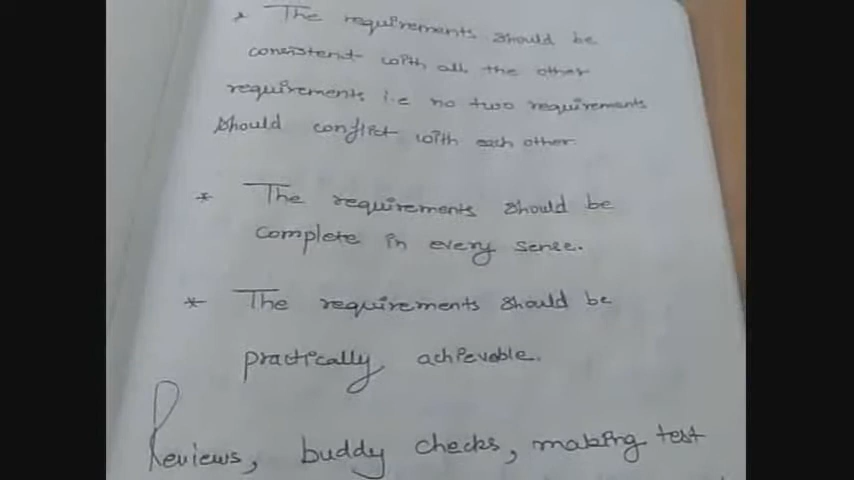 * The requirements should be
consistent with all the other
requirements i.e no two requirements
should conflict with each other.
* The requirements should be
complete in every sense.
* The requirements should be
practically achievable.
Reviews, buddy checks, making test